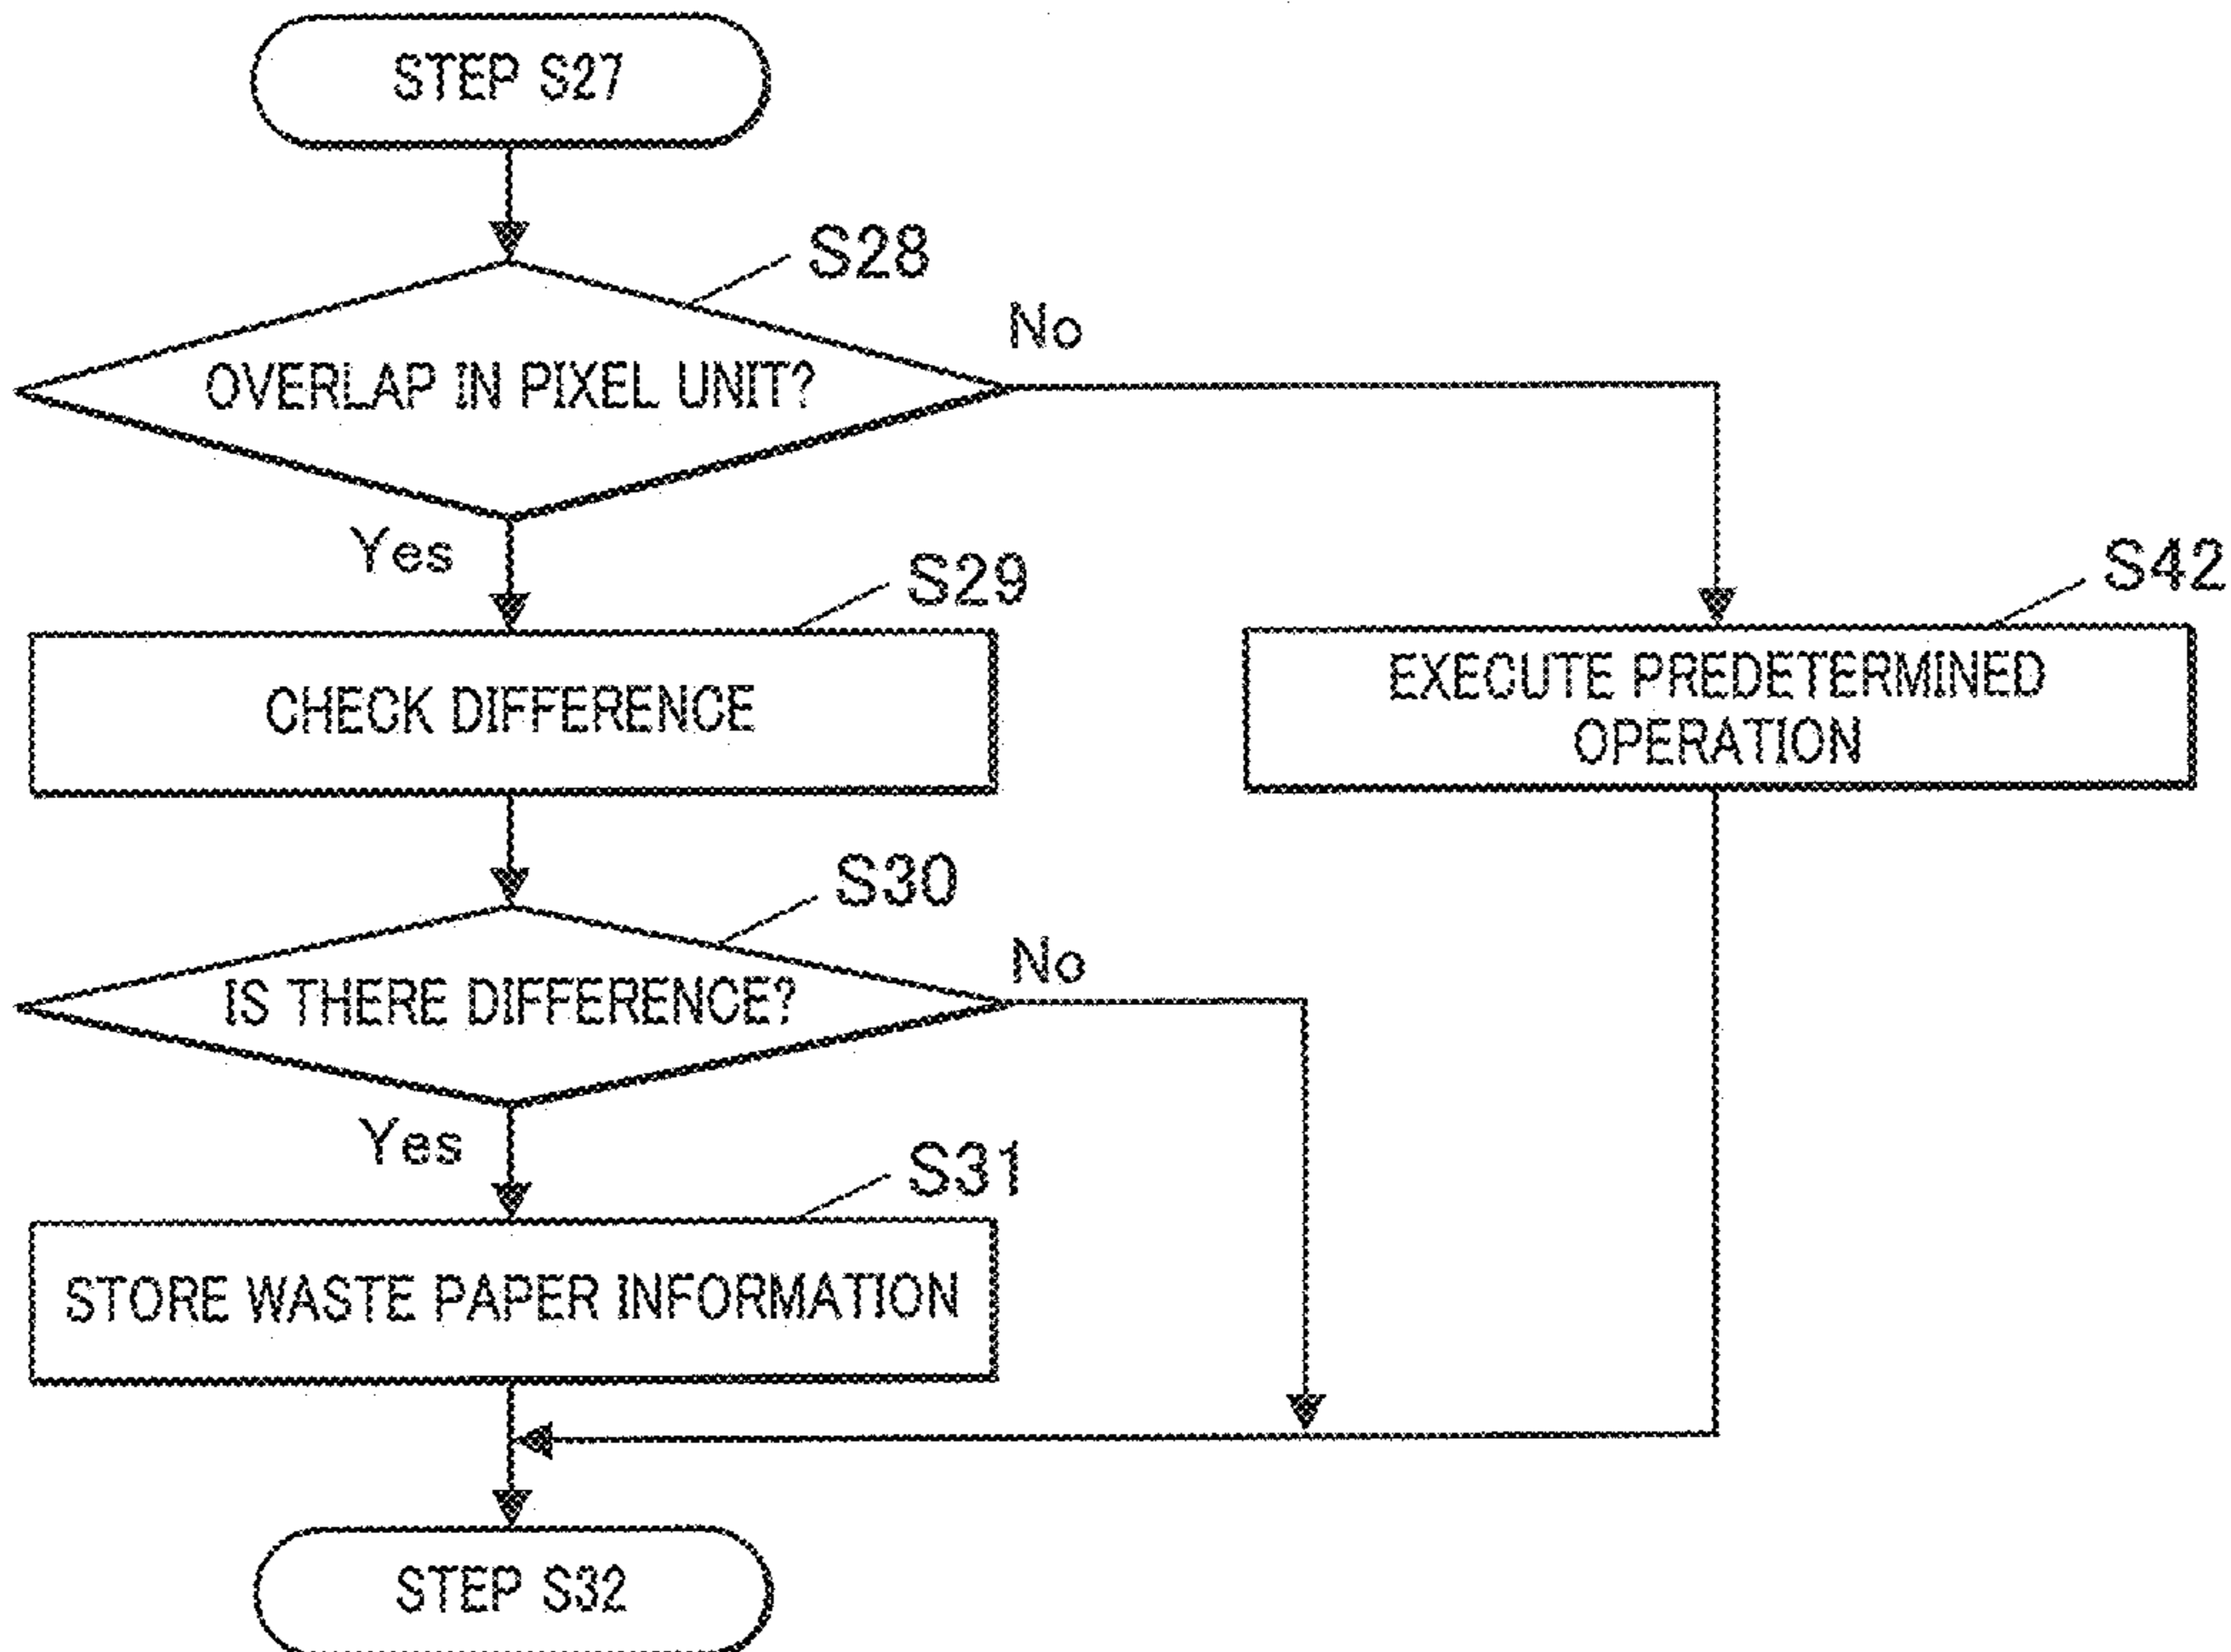 STEP S27
S28
No
OVERLAP IN PIXEL UNIT?
Yes
S29
S42
CHECK DIFFERENCE
EXECUTE PREDETERMINED
OPERATION
S30
No
IS THERE DIFFERENCE?
Yes
S31
STORE WASTE PAPER INFORMATION
STEP S32